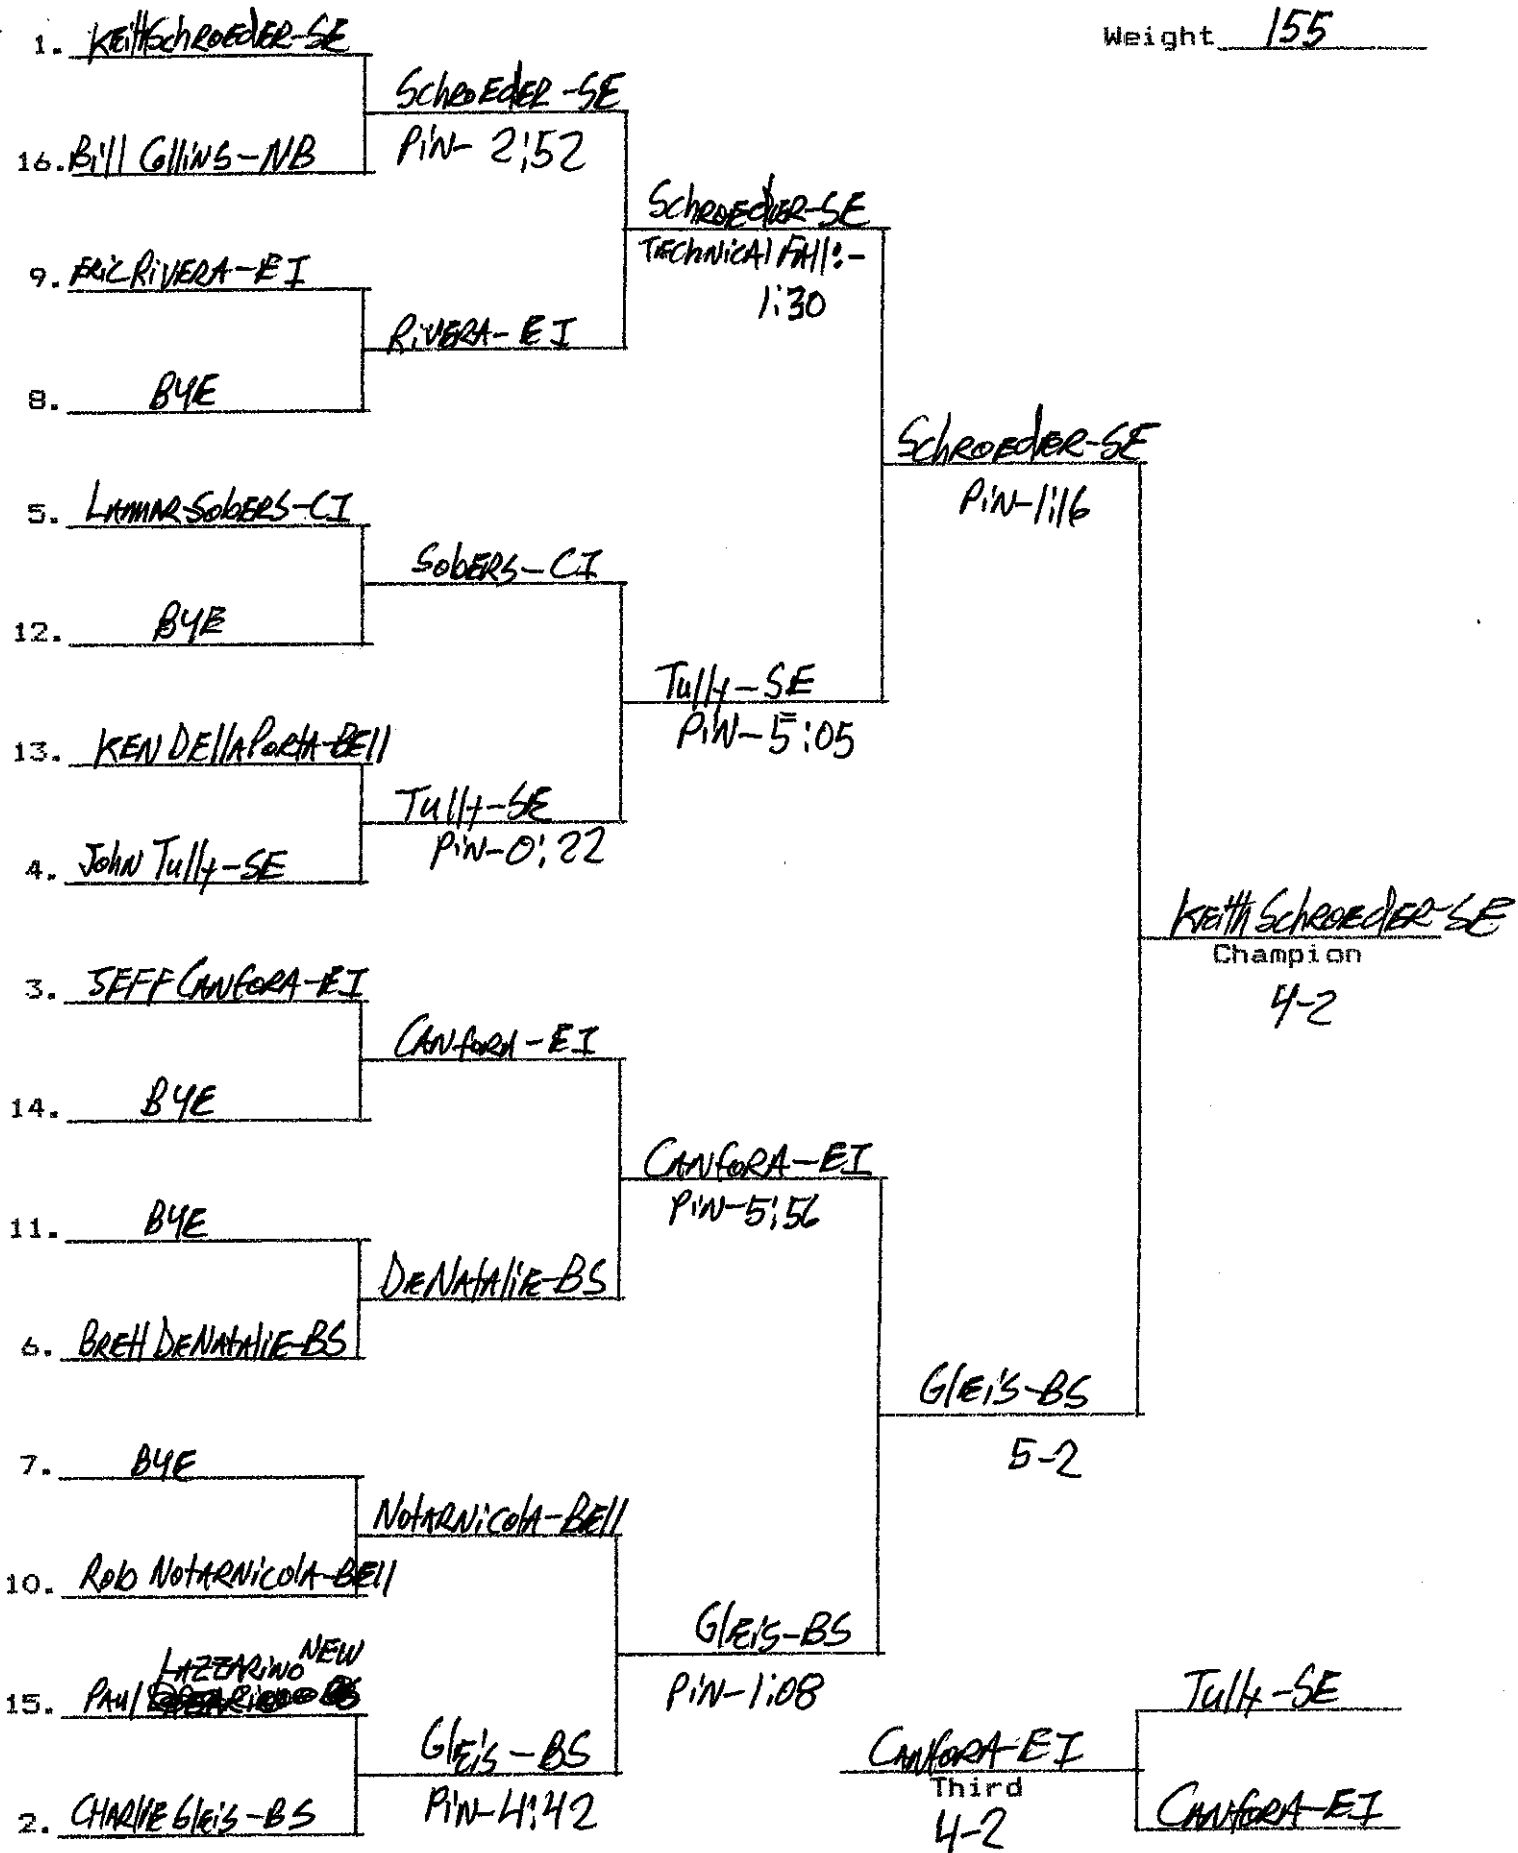 Weight 155
1. Keith Schroeder-SE
Schroeder-SE
Pin- 2:52
16. Bill Collins-NB
Schroeder-SE
Technical Fall:-
1:30
9. Eric Rivera-EI
Rivera-EI
8. BYE
Schroeder-SE
Pin-1:16
5. Lamar Sobers-CI
Sobers-CI
12. BYE
Tully-SE
Pin-5:05
13. Ken DellaPorta-Bell
Tully-SE
Pin-0:22
4. John Tully-SE
Keith Schroeder-SE
Champion
4-2
3. Jeff Canfora-EI
Canfora-EI
14. BYE
Canfora-EI
Pin-5:56
11. BYE
DeNatalie-BS
6. Brett DeNatalie-BS
Gleis-BS
5-2
7. BYE
Notarnicola-Bell
10. Rob Notarnicola-Bell
Gleis-BS
Pin-1:08
Lazzarino NEW
15. Paul
Gleis-BS
Pin-4:42
2. Charlie Gleis-BS
Tully-SE
Canfora-EI
Third
4-2
Canfora-EI